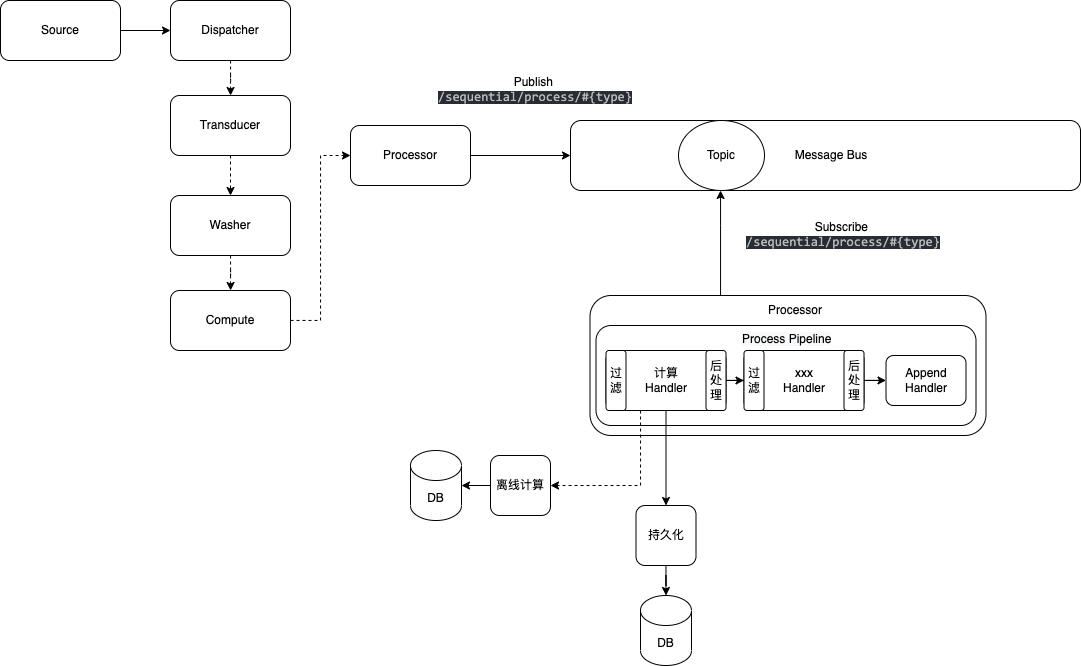 Source
Dispatcher
Transducer
Washer
Compute
Processor
Publish
/sequential/process/#{type}
Topic
Message Bus
Subscribe
/sequential/process/#{type}
Processor
Process Pipeline
过
滤
计算
Handler
后
处
理
过
滤
xxx
Handler
后
处
理
Append
Handler
DB
离线计算
持久化
DB